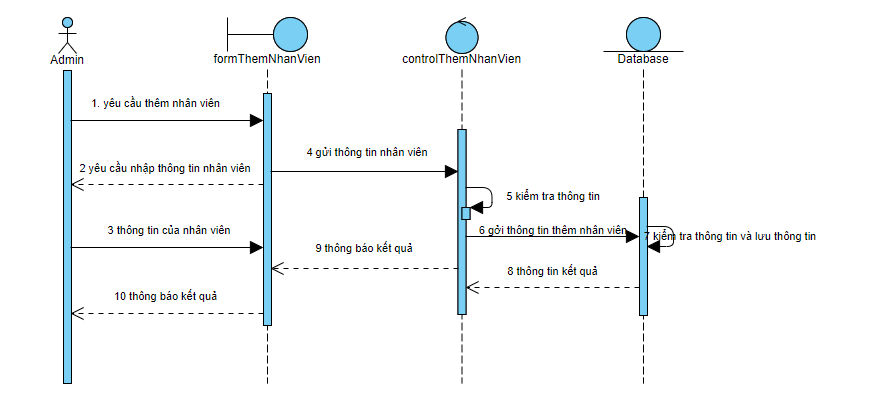 Admin
formThemNhanVien
controlThemNhanVien
Database
1. yêu cầu thêm nhân viên
4 gửi thông tin nhân viên
2 yêu cầu nhập thông tin nhân viên
5 kiểm tra thông tin
3 thông tin của nhân viên
6 gởi thông tin thêm nhân viên
7 kiểm tra thông tin và lưu thông tin
9 thông báo kết quả
8 thông tin kết quả
10 thông báo kết quả